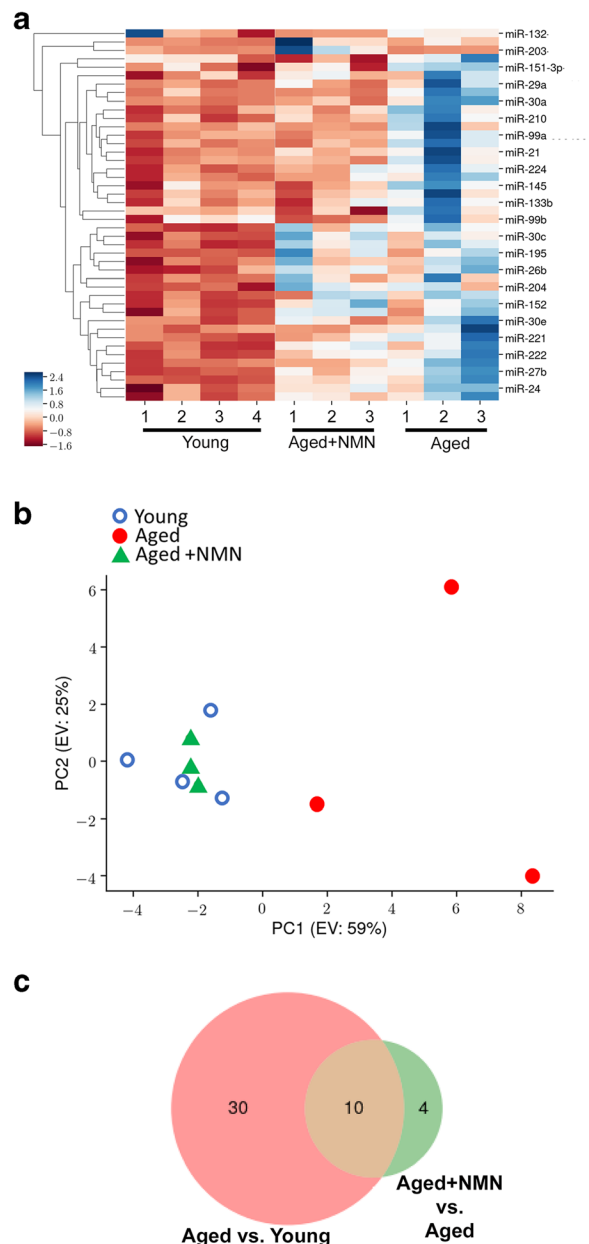 a
miR-132
miR-203
miR-151-3p
miR-29a
miR-30a
miR-210
miR-99a
miR-21
miR-224
miR-145
miR-133b
miR-99b
miR-30c
miR-195
miR-26b
miR-204
miR-152
miR-30e
miR-221
miR-222
miR-27b
miR-24
2.4
1.6
0.8
0.0
−0.8
−1.6
1 2 3 4 1 2 3 1 2 3
Young Aged+NMN Aged
b
Young
Aged
Aged +NMN
6
4
2
0
−2
−4
PC2 (EV: 25%)
−4 −2 0 2 4 6 8
PC1 (EV: 59%)
c
30 10 4
Aged+NMN
vs.
Aged
Aged vs. Young